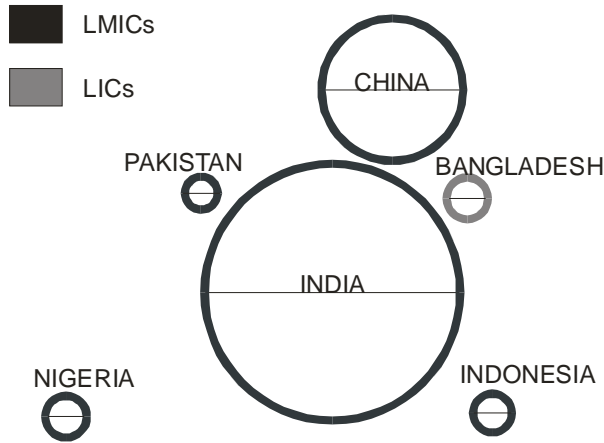 LMICs
LICs
CHINA
PAKISTAN
BANGLADESH
INDIA
NIGERIA
INDONESIA